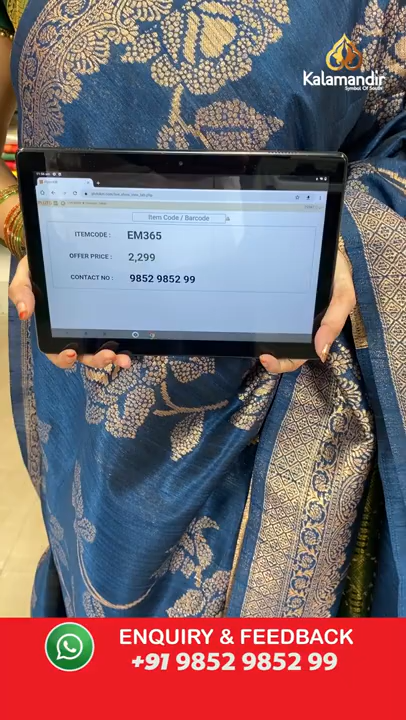 Kalamandir
Symbol Of South
Item Code / Barcode
ITEMCODE : EM365
OFFER PRICE : 2,299
CONTACT NO : 9852 9852 99
ENQUIRY & FEEDBACK
+91 9852 9852 99